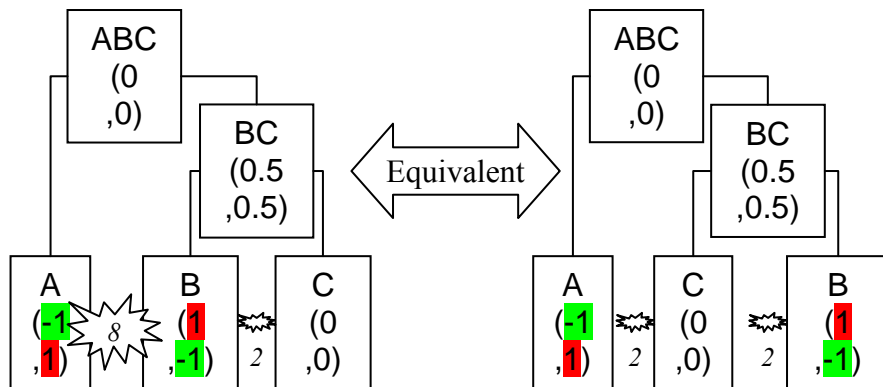 ABC
(0
,0)
BC
(0.5
,0.5)
A
(-1
,1)
8
B
(1
,-1)
2
C
(0
,0)
Equivalent
ABC
(0
,0)
BC
(0.5
,0.5)
A
(-1
,1)
2
C
(0
,0)
2
B
(1
,-1)